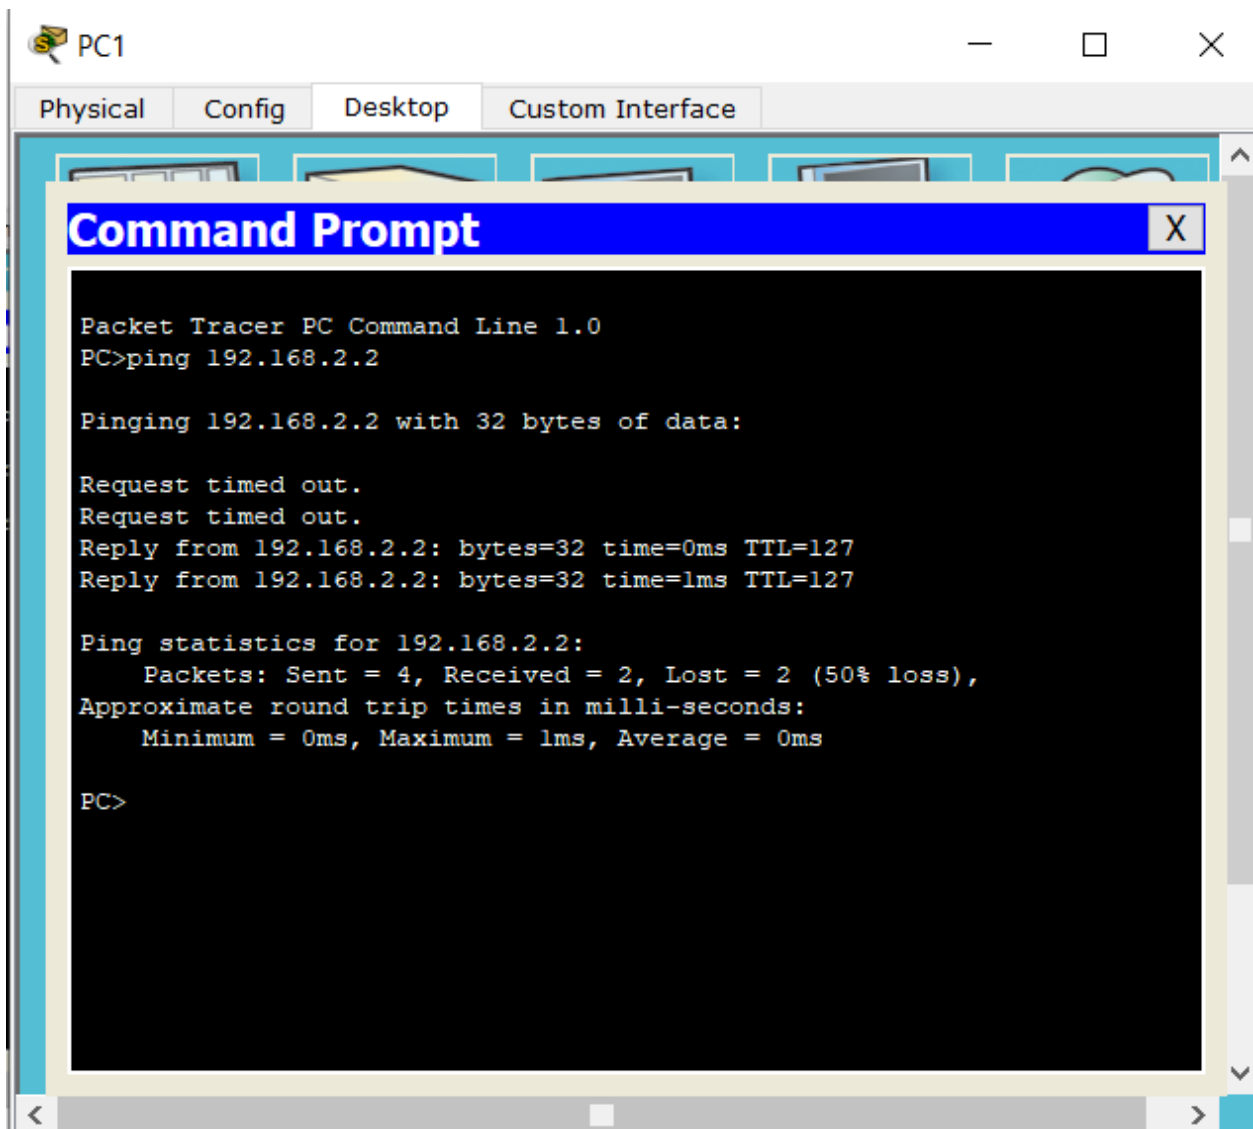 PC1
Physical Config Desktop Custom Interface
Command Prompt X
Packet Tracer PC Command Line 1.0
PC>ping 192.168.2.2
Pinging 192.168.2.2 with 32 bytes of data:
Request timed out.
Request timed out.
Reply from 192.168.2.2: bytes=32 time=0ms TTL=127
Reply from 192.168.2.2: bytes=32 time=1ms TTL=127
Ping statistics for 192.168.2.2:
Packets: Sent = 4, Received = 2, Lost = 2 (50% loss),
Approximate round trip times in milli-seconds:
Minimum = 0ms, Maximum = 1ms, Average = 0ms
PC>